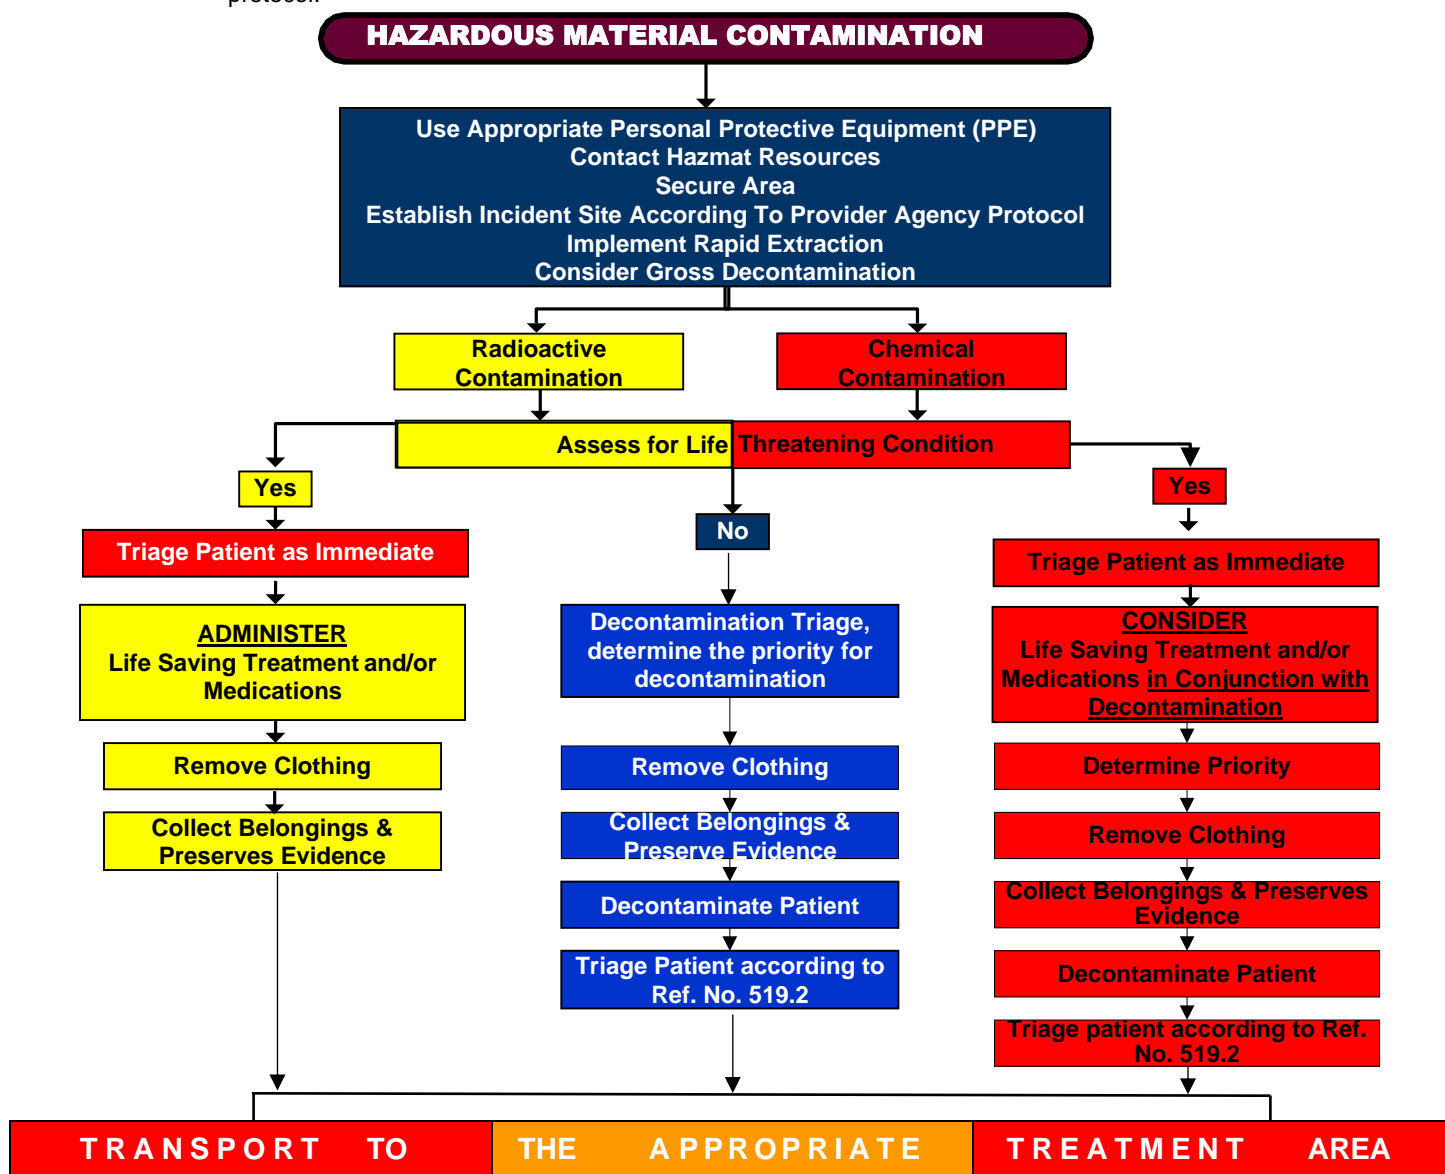 protocol.
HAZARDOUS MATERIAL CONTAMINATION
Use Appropriate Personal Protective Equipment (PPE)
Contact Hazmat Resources
Secure Area
Establish Incident Site According To Provider Agency Protocol
Implement Rapid Extraction
Consider Gross Decontamination
Radioactive
Contamination
Chemical
Contamination
Assess for Life Threatening Condition
Yes
Triage Patient as Immediate
ADMINISTER
Life Saving Treatment and/or
Medications
Remove Clothing
Collect Belongings &
Preserves Evidence
No
Decontamination Triage,
determine the priority for
decontamination
Remove Clothing
Collect Belongings &
Preserve Evidence
Decontaminate Patient
Triage Patient according to
Ref. No. 519.2
Yes
Triage Patient as Immediate
CONSIDER
Life Saving Treatment and/or
Medications in Conjunction with
Decontamination
Determine Priority
Remove Clothing
Collect Belongings & Preserves
Evidence
Decontaminate Patient
Triage patient according to Ref.
No. 519.2
TRANSPORT TO THE APPROPRIATE TREATMENT AREA